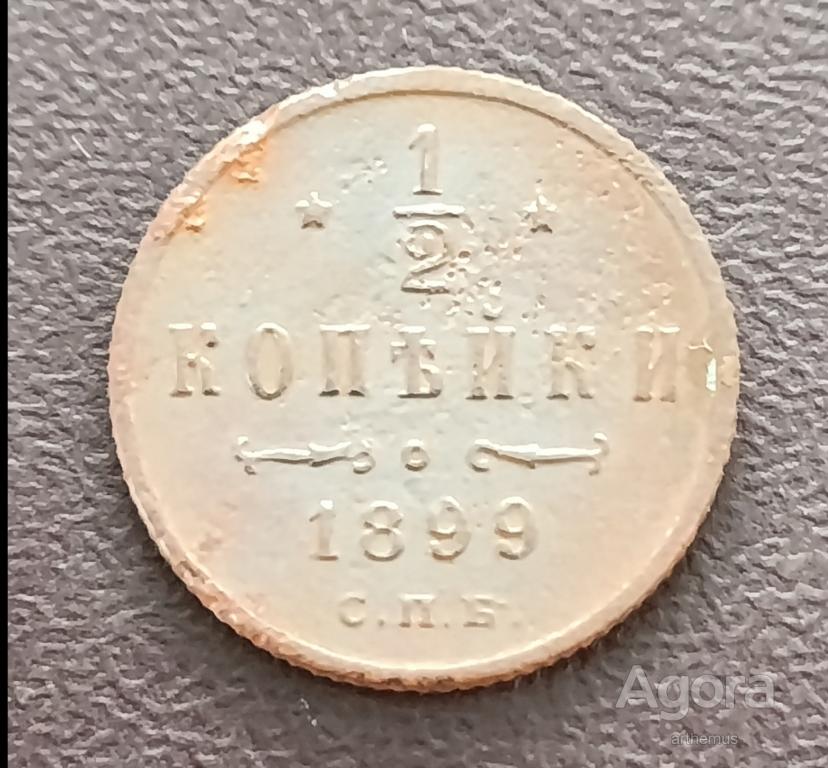 1
2
КОПѢЙКИ
1899
С.П.Б.
Agora
arthemus